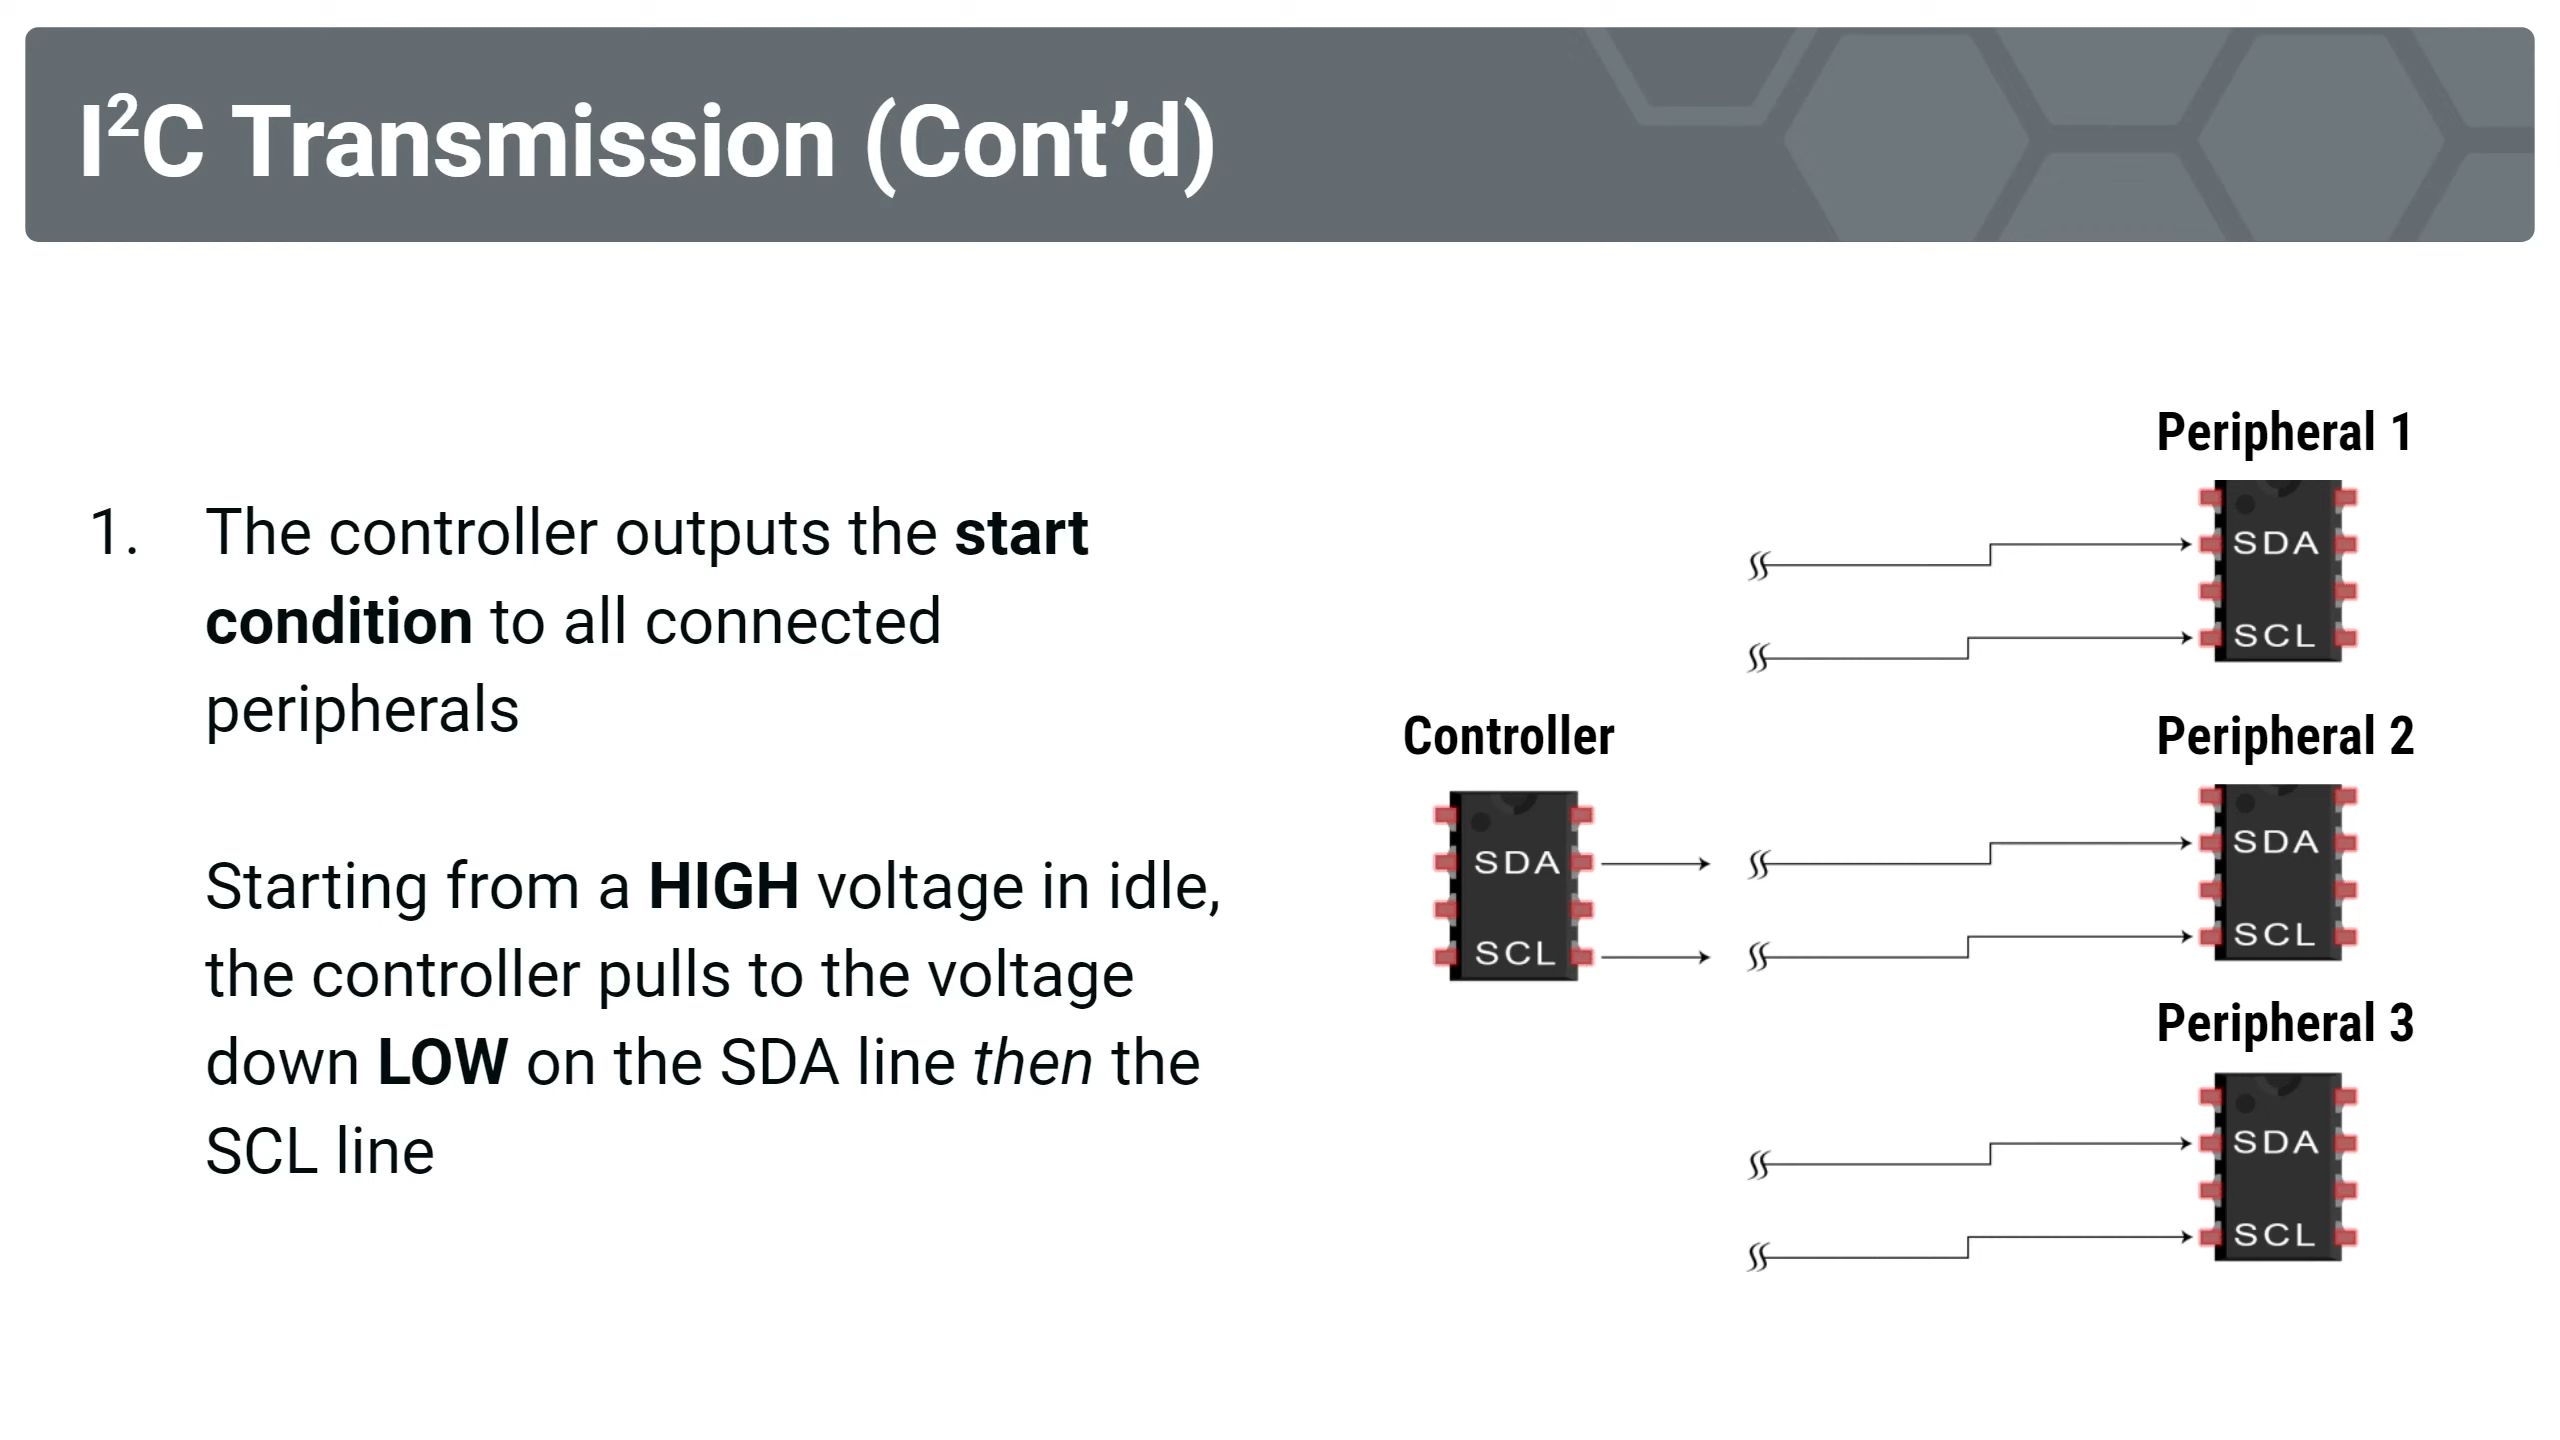 I²C Transmission (Cont’d)
1. The controller outputs the start
condition to all connected
peripherals
Starting from a HIGH voltage in idle,
the controller pulls to the voltage
down LOW on the SDA line then the
SCL line
Peripheral 1
SDA
SCL
Controller
SDA
SCL
Peripheral 2
SDA
SCL
Peripheral 3
SDA
SCL